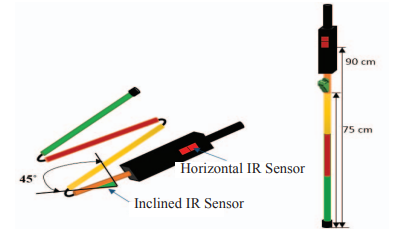 90 cm
75 cm
Horizontal IR Sensor
45°
Inclined IR Sensor